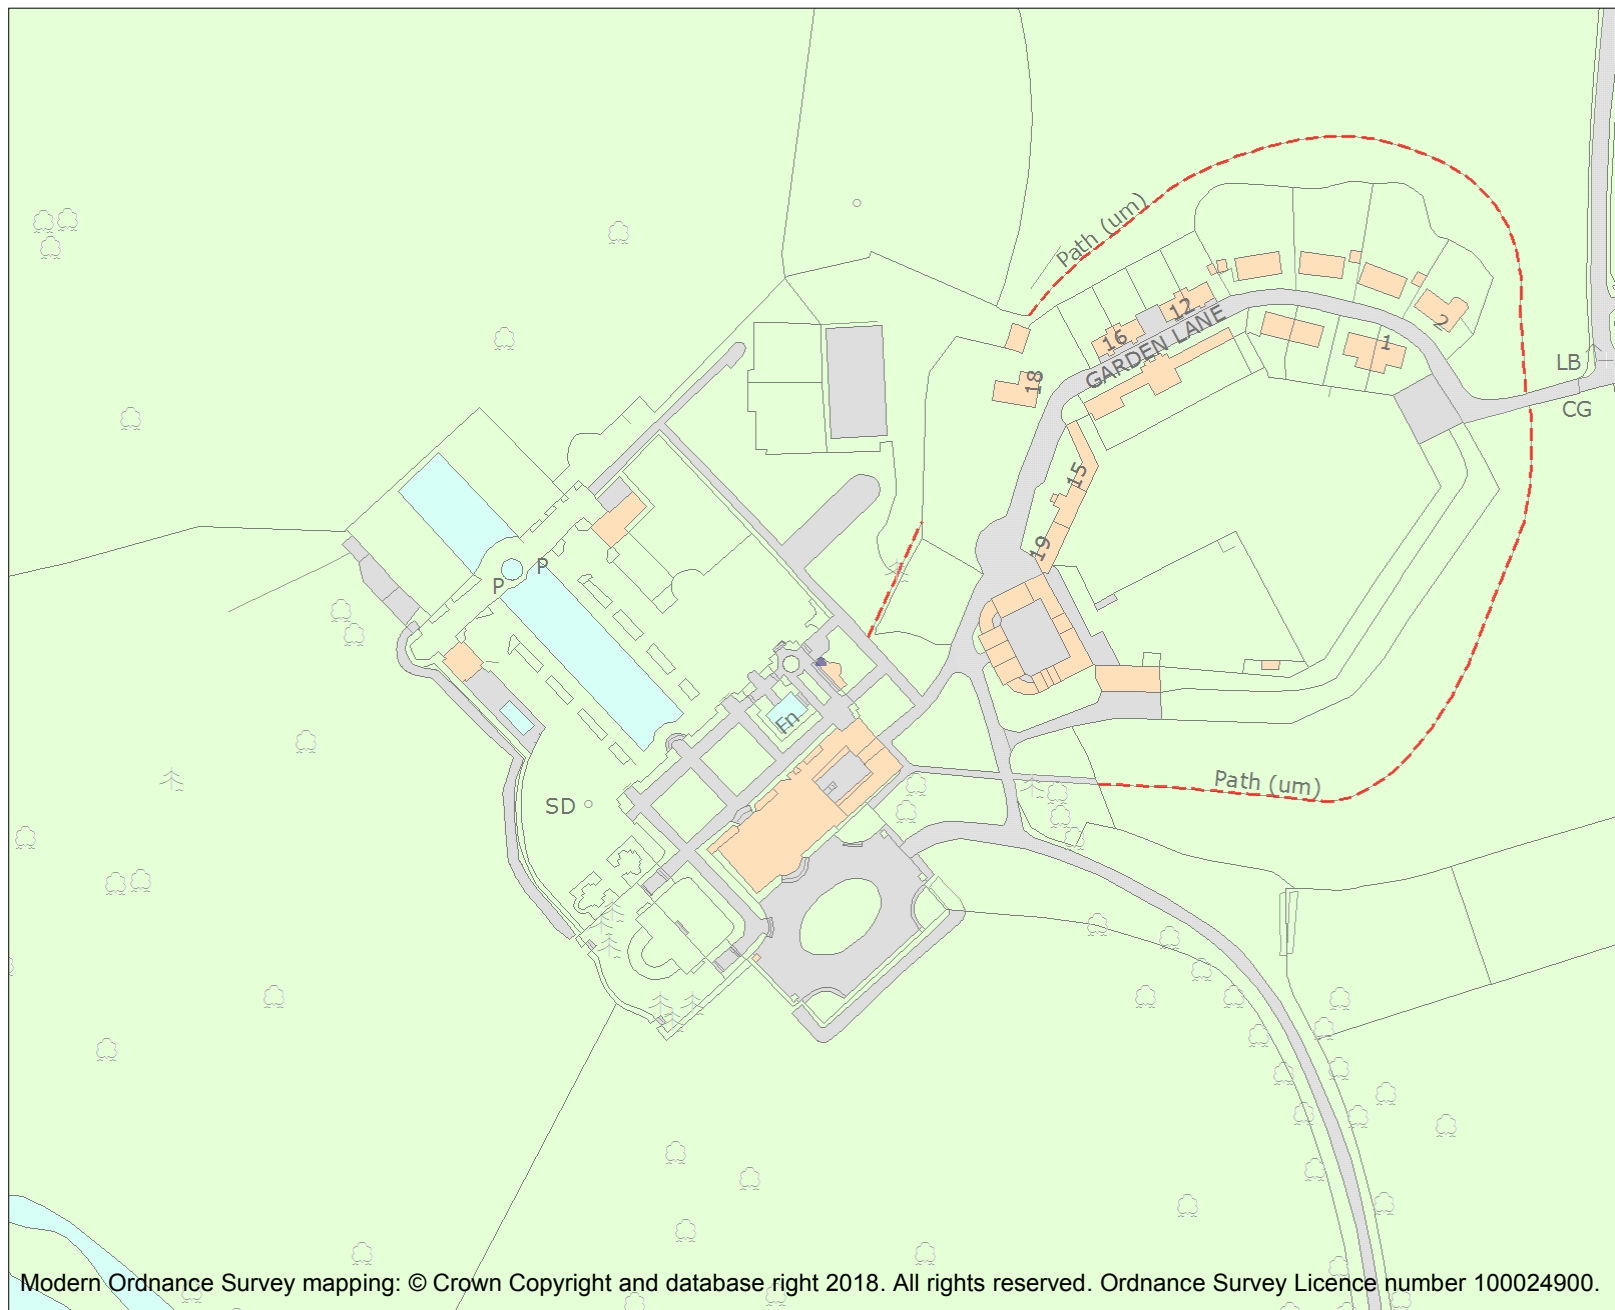 Path (um)
12
16
GARDEN LANE
2
1
18
LB
CG
15
19
P
P
Fn
Path (um)
SD
Modern Ordnance Survey mapping: © Crown Copyright and database right 2018. All rights reserved. Ordnance Survey Licence number 100024900.